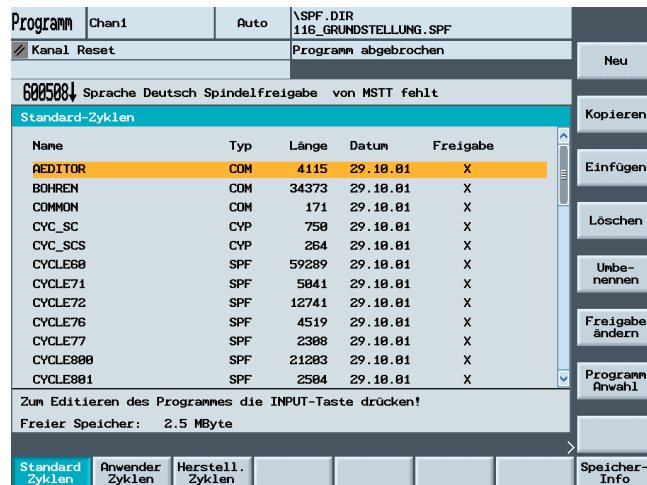 Programm Chan1 Auto \SPF.DIR
116_GRUNDSTELLUNG.SPF
Kanal Reset Programm abgebrochen
600508↓ Sprache Deutsch Spindelfreigabe von MSTT fehlt
Standard-Zyklen
Name Typ Länge Datum Freigabe
AEDITOR COM 4115 29.10.01 X
BOHREN COM 34373 29.10.01 X
COMMON COM 171 29.10.01 X
CYC_SC CYP 750 29.10.01 X
CYC_SCS CYP 264 29.10.01 X
CYCLE60 SPF 59289 29.10.01 X
CYCLE71 SPF 5041 29.10.01 X
CYCLE72 SPF 12741 29.10.01 X
CYCLE76 SPF 4519 29.10.01 X
CYCLE77 SPF 2308 29.10.01 X
CYCLE800 SPF 21203 29.10.01 X
CYCLE801 SPF 2504 29.10.01 X
Zum Editieren des Programmes die INPUT-Taste drücken!
Freier Speicher: 2.5 MByte
Neu
Kopieren
Einfügen
Löschen
Umbe-
nennen
Freigabe
ändern
Programm
Anwahl
Standard
Zyklen
Anwender
Zyklen
Herstell.
Zyklen
Speicher-
Info